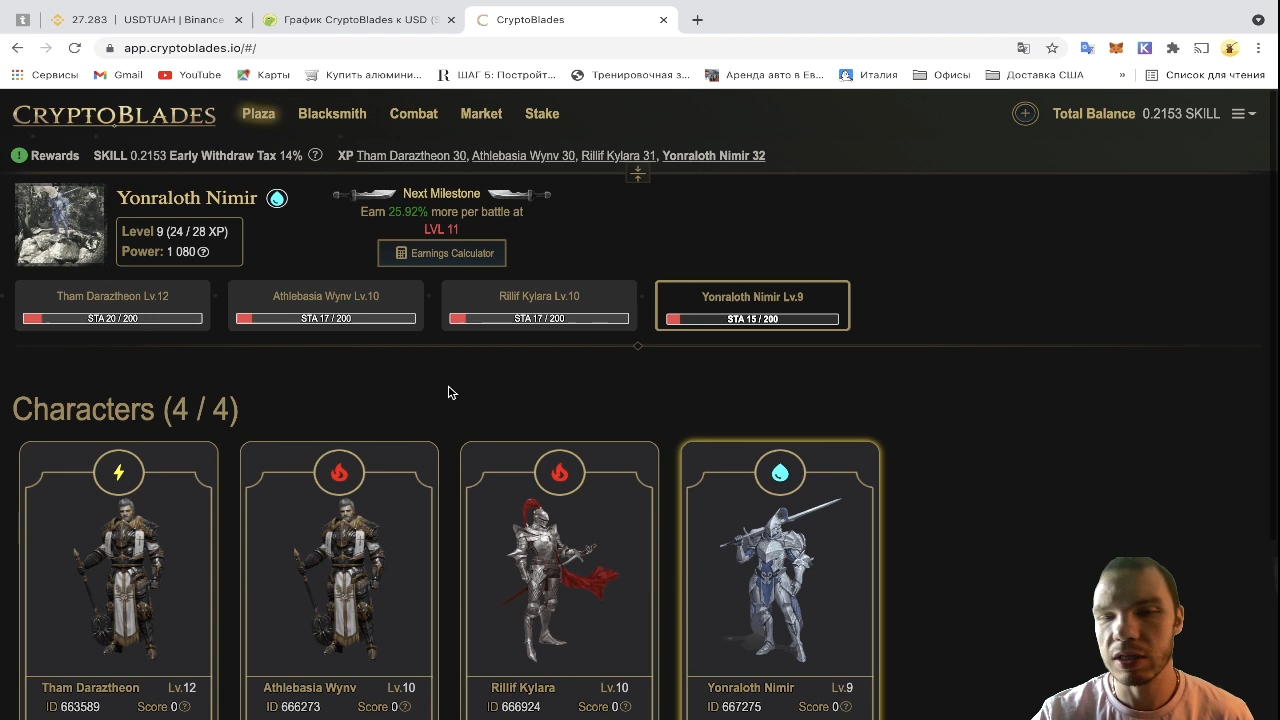 27.283 | USDTUAH | Binance
График CryptoBlades к USD (S
CryptoBlades
app.cryptoblades.io/#/
Сервисы
Gmail
YouTube
Карты
Купить алюмини...
ШАГ 5: Постройт...
Тренировочная з...
Аренда авто в Ев...
Италия
Офисы
Доставка США
»
Список для чтения
CRYPTOBLADES
Plaza
Blacksmith
Combat
Market
Stake
Total Balance 0.2153 SKILL
Rewards
SKILL 0.2153 Early Withdraw Tax 14%
XP Tham Daraztheon 30, Athlebasia Wynv 30, Rillif Kylara 31, Yonraloth Nimir 32
Yonraloth Nimir
Level 9 (24 / 28 XP)
Power: 1 080
Next Milestone
Earn 25.92% more per battle at
LVL 11
Earnings Calculator
Tham Daraztheon Lv.12
STA 20 / 200
Athlebasia Wynv Lv.10
STA 17 / 200
Rillif Kylara Lv.10
STA 17 / 200
Yonraloth Nimir Lv.9
STA 15 / 200
Characters (4 / 4)
Tham Daraztheon Lv.12
ID 663589 Score 0
Athlebasia Wynv Lv.10
ID 666273 Score 0
Rillif Kylara Lv.10
ID 666924 Score 0
Yonraloth Nimir Lv.9
ID 667275 Score 0